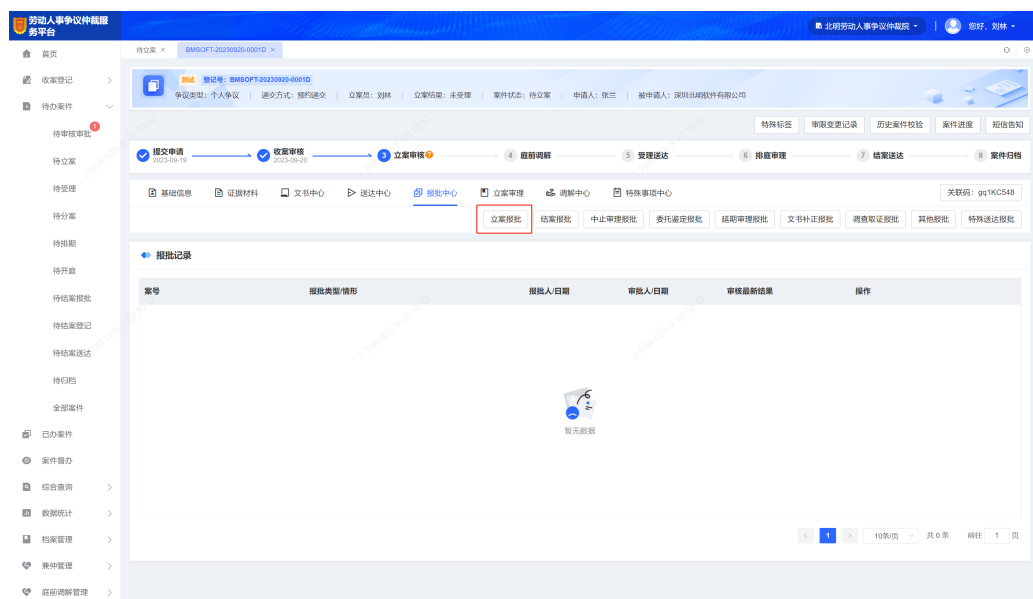 劳动人事争议仲裁服
务平台
北明劳动人事争议仲裁院
您好，刘林
首页
收案登记
待办案件
待审核审批
1
待立案
待受理
待分案
待排期
待开庭
待结案报批
待结案登记
待结案送达
待归档
全部案件
已办案件
案件督办
综合查询
数据统计
档案管理
兼仲管理
庭前调解管理
待立案 ×
BMSOFT-20230920-0001D ×
测试 登记号：BMSOFT-20230920-0001D
争议类型：个人争议 | 递交方式：预约递交 | 立案员：刘林 | 立案结果：未受理 | 案件状态：待立案 | 申请人：张兰 | 被申请人：深圳北明软件有限公司
特殊标签 审限变更记录 历史案件校验 案件进度 短信告知
提交申请
2023-09-19
收案审核
2023-09-20
3 立案审核
4 庭前调解
5 受理送达
6 排庭审理
7 结案送达
8 案件归档
基础信息 证据材料 文书中心 送达中心 报批中心 立案审理 调解中心 特殊事项中心
关联码：gq1KC548
立案报批 结案报批 中止审理报批 委托鉴定报批 延期审理报批 文书补正报批 调查取证报批 其他报批 特殊送达报批
报批记录
案号 报批类型/情形 报批人/日期 审批人/日期 审核最新结果 操作
暂无数据
1 10条/页 共 0 条 前往 1 页